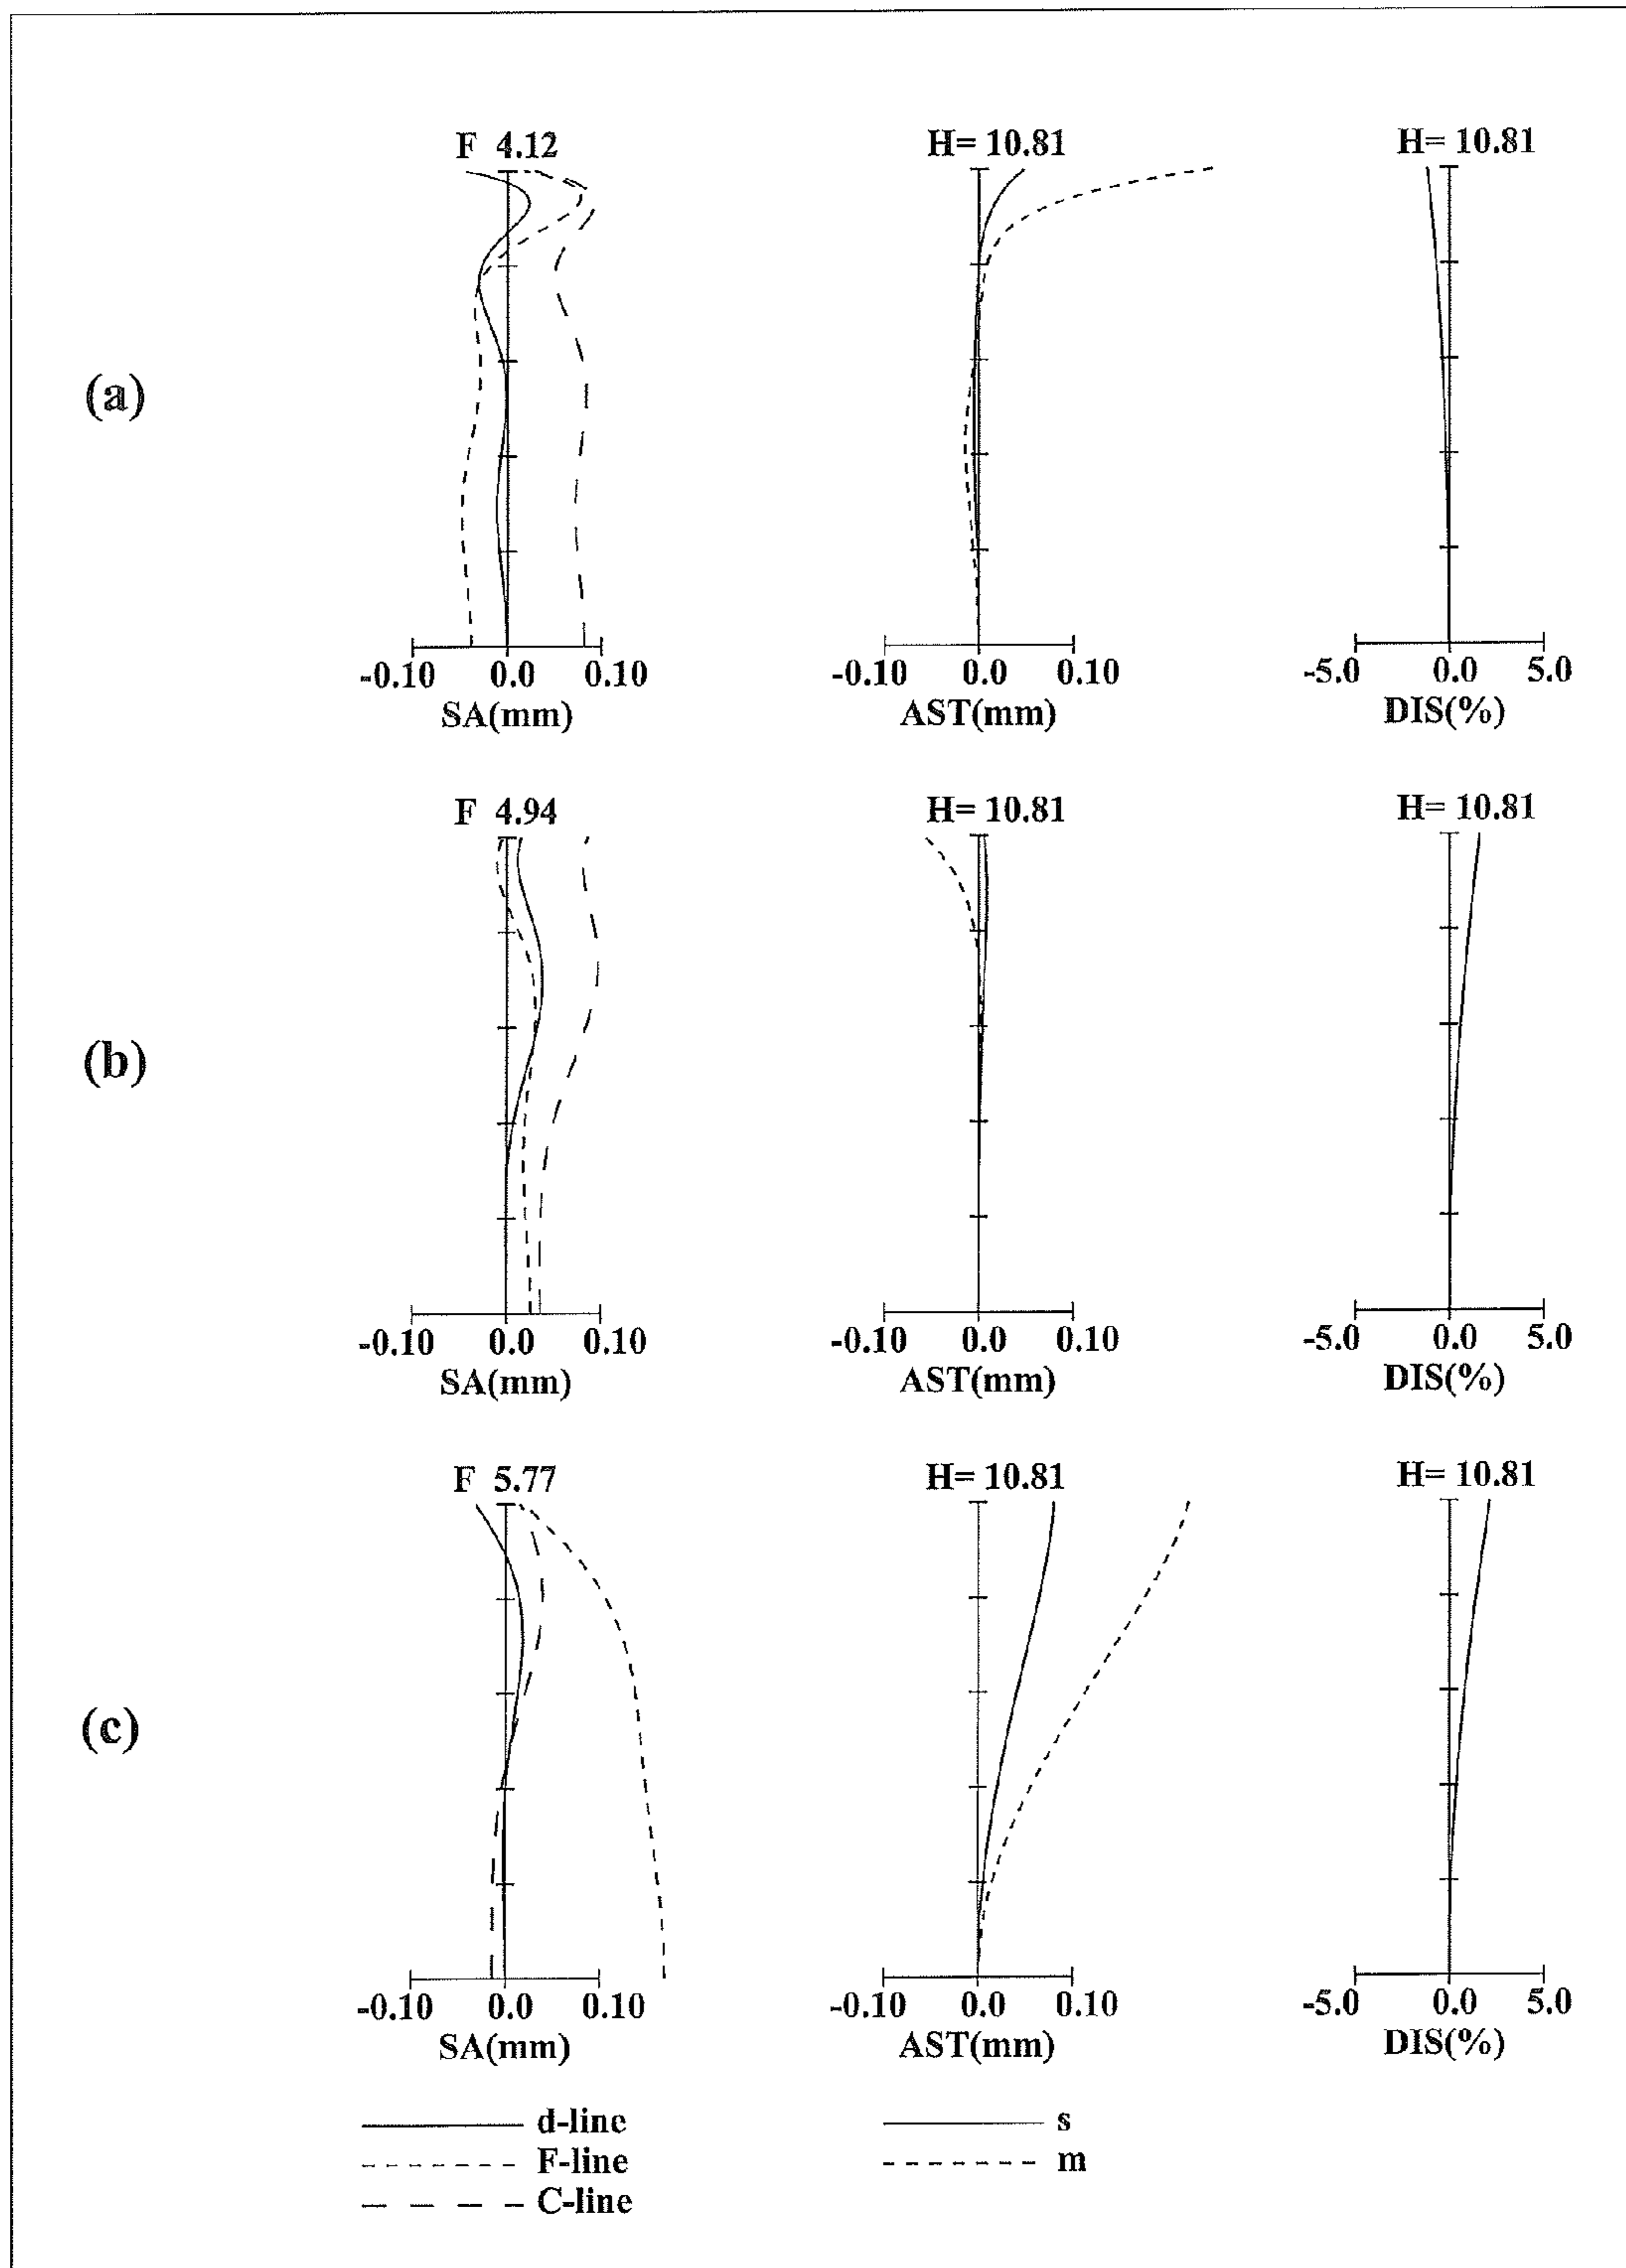 F 4.12 H= 10.81 H= 10.81
(a)
-0.10 0.0 0.10 -0.10 0.0 0.10 -5.0 0.0 5.0
SA(mm) AST(mm) DIS(%)
F 4.94 H= 10.81 H= 10.81
(b)
-0.10 0.0 0.10 -0.10 0.0 0.10 -5.0 0.0 5.0
SA(mm) AST(mm) DIS(%)
F 5.77 H= 10.81 H= 10.81
(c)
-0.10 0.0 0.10 -0.10 0.0 0.10 -5.0 0.0 5.0
SA(mm) AST(mm) DIS(%)
d-line s
F-line m
C-line